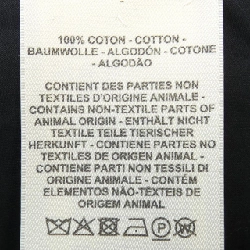 100% COTON - COTTON -
BAUMWOLLE - ALGODÓN - COTONE
- ALGODÃO
CONTIENT DES PARTIES NON
TEXTILES D'ORIGINE ANIMALE -
CONTAINS NON-TEXTILE PARTS OF
ANIMAL ORIGIN - ENTHÄLT NICHT
TEXTILE TEILE TIERISCHER
HERKUNFT - CONTIENE PARTES NO
TEXTILES DE ORIGEN ANIMAL -
CONTIENE PARTI NON TESSILI DI
ORIGINE ANIMALE - CONTÉM
ELEMENTOS NÃO-TÊXTEIS DE
ORIGEM ANIMAL
P